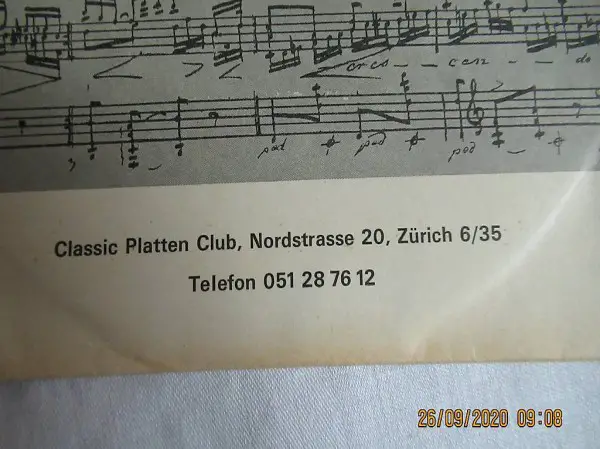 cres - - cen - - do
ped ped ped
Classic Platten Club, Nordstrasse 20, Zürich 6/35
Telefon 051 28 76 12
26/09/2020 09:08